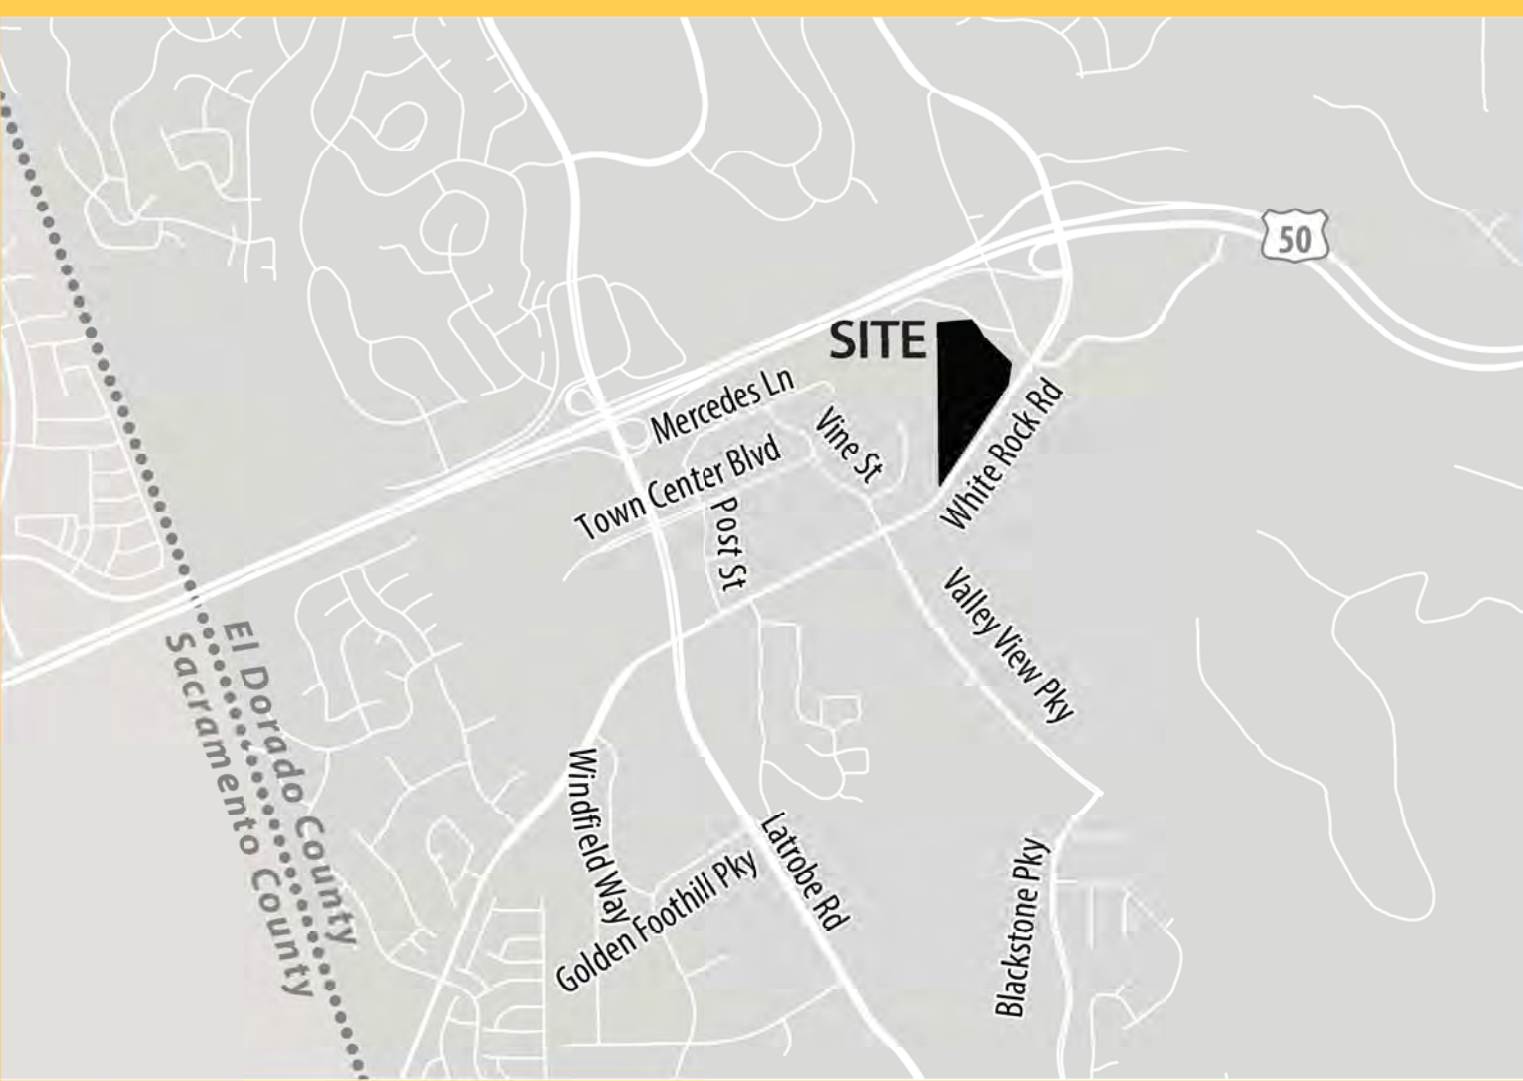 50
SITE
Mercedes Ln
Vine St
White Rock Rd
Town Center Blvd
Post St
Valley View Pky
El Dorado County
Sacramento County
Windfield Way
Latrobe Rd
Golden Foothill Pky
Blackstone Pky